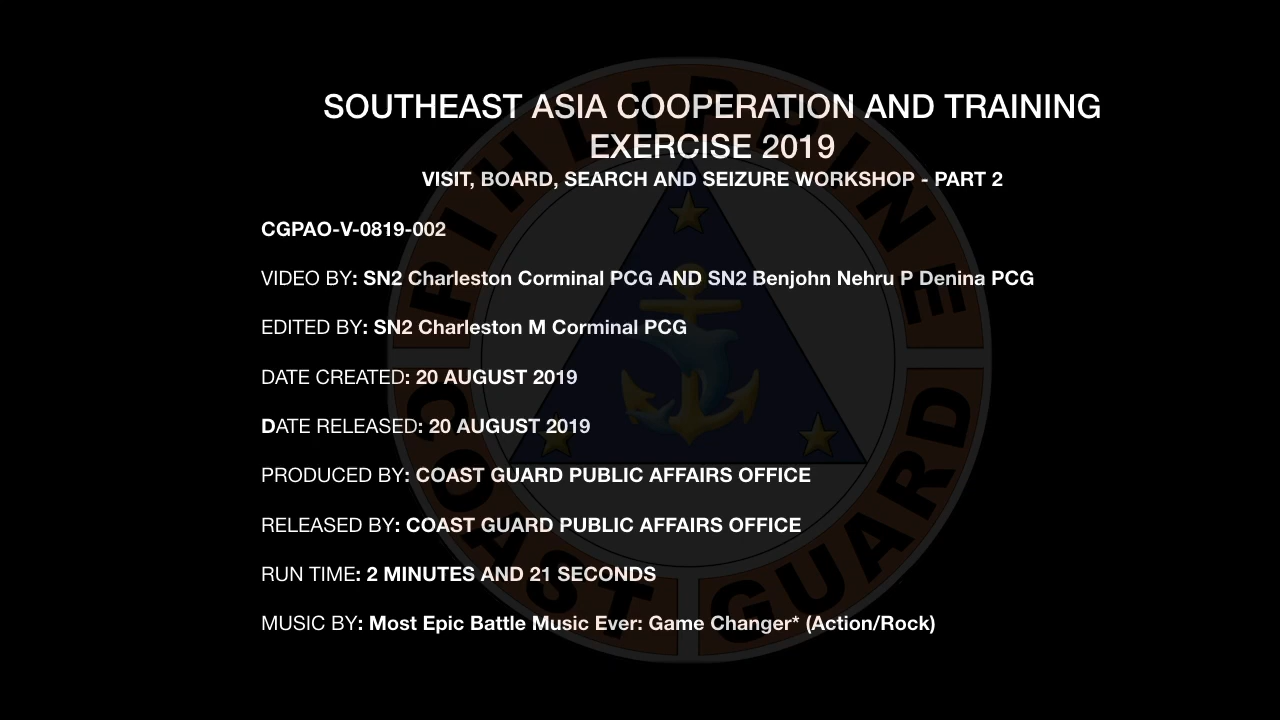 SOUTHEAST ASIA COOPERATION AND TRAINING
EXERCISE 2019
VISIT, BOARD, SEARCH AND SEIZURE WORKSHOP - PART 2
CGPAO-V-0819-002
VIDEO BY: SN2 Charleston Corminal PCG AND SN2 Benjohn Nehru P Denina PCG
EDITED BY: SN2 Charleston M Corminal PCG
DATE CREATED: 20 AUGUST 2019
DATE RELEASED: 20 AUGUST 2019
PRODUCED BY: COAST GUARD PUBLIC AFFAIRS OFFICE
RELEASED BY: COAST GUARD PUBLIC AFFAIRS OFFICE
RUN TIME: 2 MINUTES AND 21 SECONDS
MUSIC BY: Most Epic Battle Music Ever: Game Changer* (Action/Rock)
PHILIPPINE
COAST GUARD